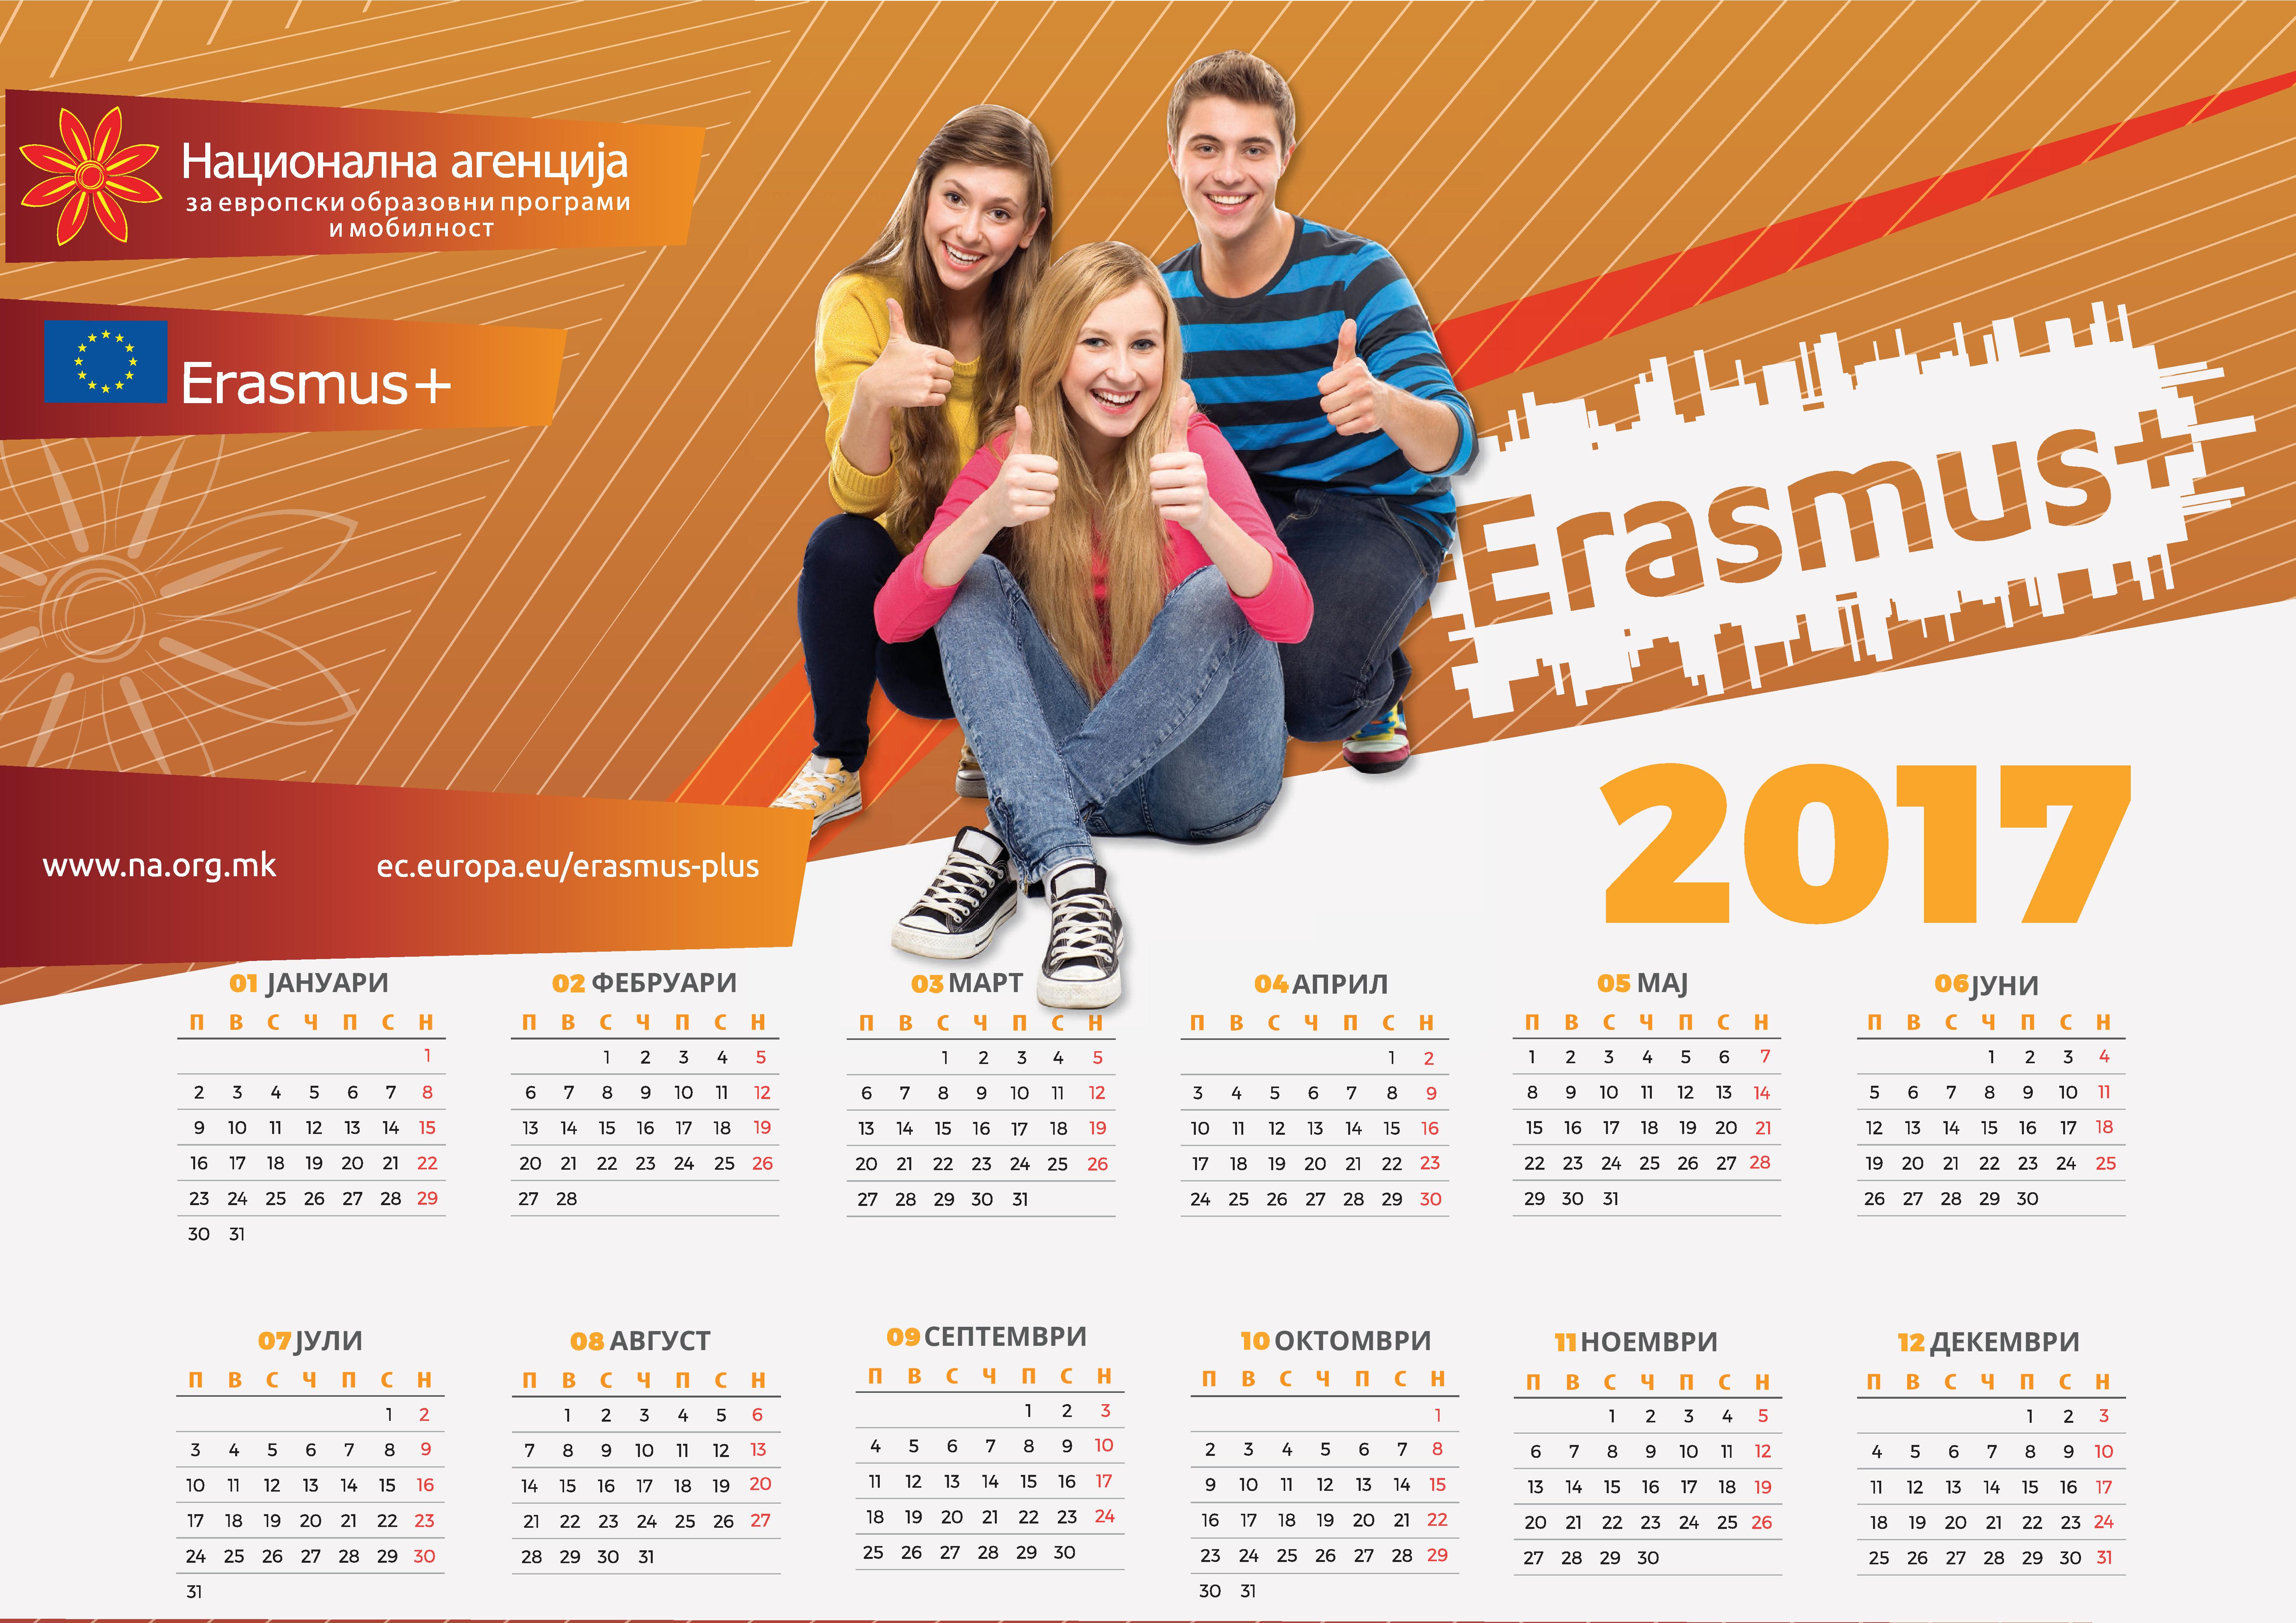 Национална агенција
за европски образовни програми
и мобилност
Erasmus+
Erasmus+
www.na.org.mk ec.europa.eu/erasmus-plus
2017
01 ЈАНУАРИ
П В С Ч П С Н
1
2 3 4 5 6 7 8
9 10 11 12 13 14 15
16 17 18 19 20 21 22
23 24 25 26 27 28 29
30 31
02 ФЕБРУАРИ
П В С Ч П С Н
1 2 3 4 5
6 7 8 9 10 11 12
13 14 15 16 17 18 19
20 21 22 23 24 25 26
27 28
03 МАРТ
П В С Ч П С Н
1 2 3 4 5
6 7 8 9 10 11 12
13 14 15 16 17 18 19
20 21 22 23 24 25 26
27 28 29 30 31
04 АПРИЛ
П В С Ч П С Н
1 2
3 4 5 6 7 8 9
10 11 12 13 14 15 16
17 18 19 20 21 22 23
24 25 26 27 28 29 30
05 МАЈ
П В С Ч П С Н
1 2 3 4 5 6 7
8 9 10 11 12 13 14
15 16 17 18 19 20 21
22 23 24 25 26 27 28
29 30 31
06 ЈУНИ
П В С Ч П С Н
1 2 3 4
5 6 7 8 9 10 11
12 13 14 15 16 17 18
19 20 21 22 23 24 25
26 27 28 29 30
07 ЈУЛИ
П В С Ч П С Н
1 2
3 4 5 6 7 8 9
10 11 12 13 14 15 16
17 18 19 20 21 22 23
24 25 26 27 28 29 30
31
08 АВГУСТ
П В С Ч П С Н
1 2 3 4 5 6
7 8 9 10 11 12 13
14 15 16 17 18 19 20
21 22 23 24 25 26 27
28 29 30 31
09 СЕПТЕМВРИ
П В С Ч П С Н
1 2 3
4 5 6 7 8 9 10
11 12 13 14 15 16 17
18 19 20 21 22 23 24
25 26 27 28 29 30
10 ОКТОМВРИ
П В С Ч П С Н
1
2 3 4 5 6 7 8
9 10 11 12 13 14 15
16 17 18 19 20 21 22
23 24 25 26 27 28 29
30 31
11 НОЕМВРИ
П В С Ч П С Н
1 2 3 4 5
6 7 8 9 10 11 12
13 14 15 16 17 18 19
20 21 22 23 24 25 26
27 28 29 30
12 ДЕКЕМВРИ
П В С Ч П С Н
1 2 3
4 5 6 7 8 9 10
11 12 13 14 15 16 17
18 19 20 21 22 23 24
25 26 27 28 29 30 31